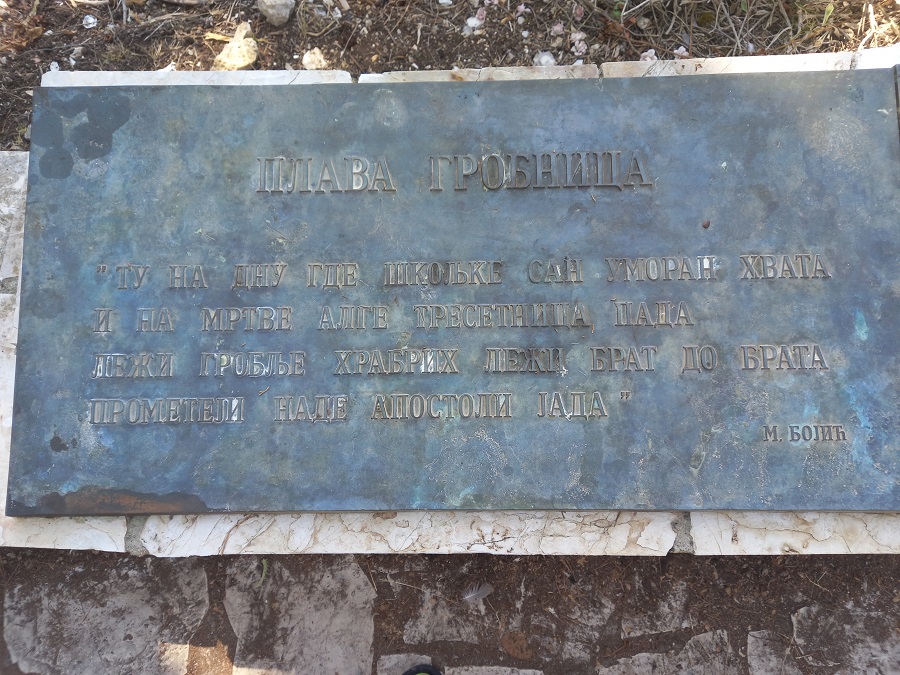 ПЛАВА ГРОБНИЦА
"ТУ НА ДНУ ГДЕ ШКОЉКЕ САН УМОРАН ХВАТА
И НА МРТВЕ АЛГЕ ТРЕСЕТНИЦА ПАДА
ЛЕЖИ ГРОБЉЕ ХРАБРИХ ЛЕЖИ БРАТ ДО БРАТА
ПРОМЕТЕЈИ НАДЕ АПОСТОЛИ ЈАДА"
М. БОЈИЋ